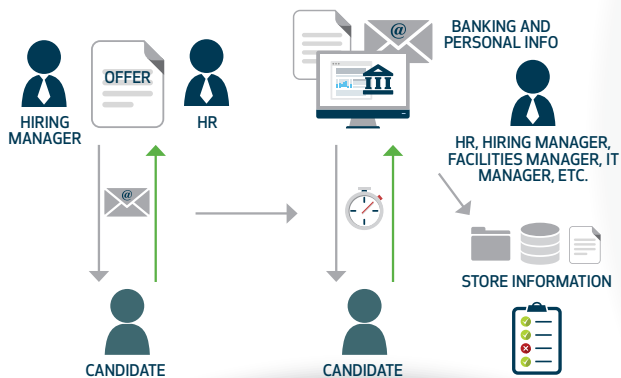 OFFER
HIRING
MANAGER
HR
@
CANDIDATE
@
BANKING AND
PERSONAL INFO
HR, HIRING MANAGER,
FACILITIES MANAGER, IT
MANAGER, ETC.
CANDIDATE
STORE INFORMATION